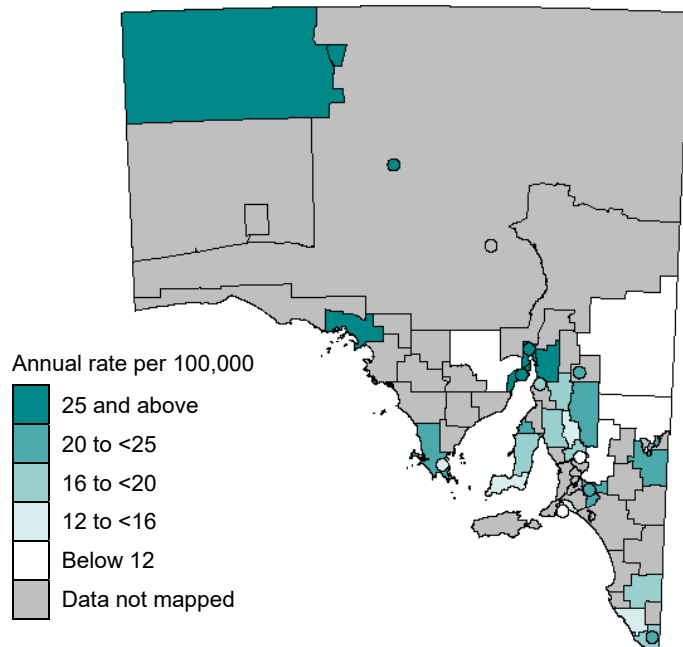 Annual rate per 100,000
25 and above
20 to <25
16 to <20
12 to <16
Below 12
Data not mapped